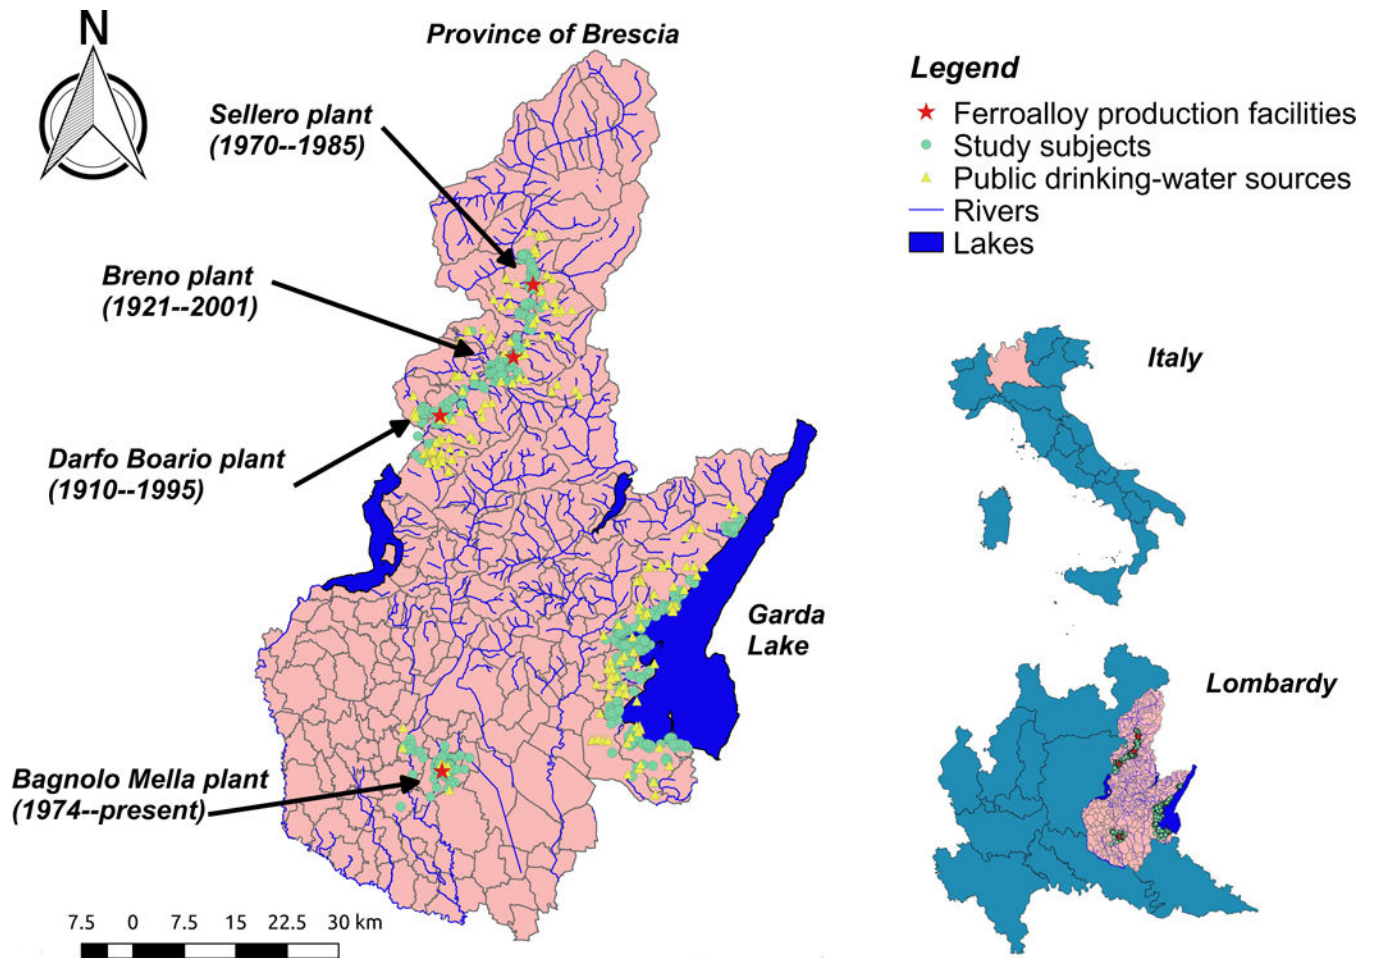 N
Province of Brescia
Sellero plant
(1970--1985)
Breno plant
(1921--2001)
Darfo Boario plant
(1910--1995)
Garda
Lake
Bagnolo Mella plant
(1974--present)
7.5 0 7.5 15 22.5 30 km
Legend
Ferroalloy production facilities
Study subjects
Public drinking-water sources
Rivers
Lakes
Italy
Lombardy